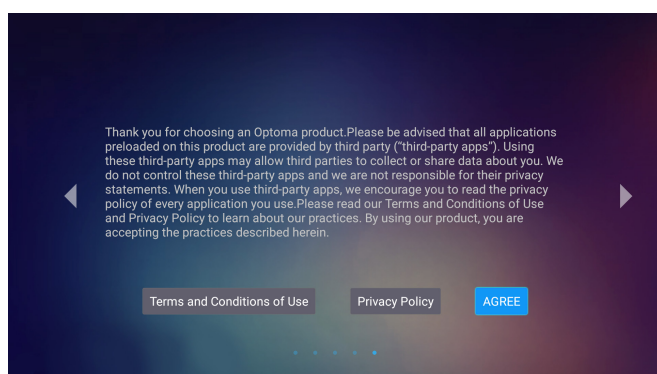 Thank you for choosing an Optoma product.Please be advised that all applications
preloaded on this product are provided by third party (“third-party apps”). Using
these third-party apps may allow third parties to collect or share data about you. We
do not control these third-party apps and we are not responsible for their privacy
statements. When you use third-party apps, we encourage you to read the privacy
policy of every application you use.Please read our Terms and Conditions of Use
and Privacy Policy to learn about our practices. By using our product, you are
accepting the practices described herein.
Terms and Conditions of Use
Privacy Policy
AGREE